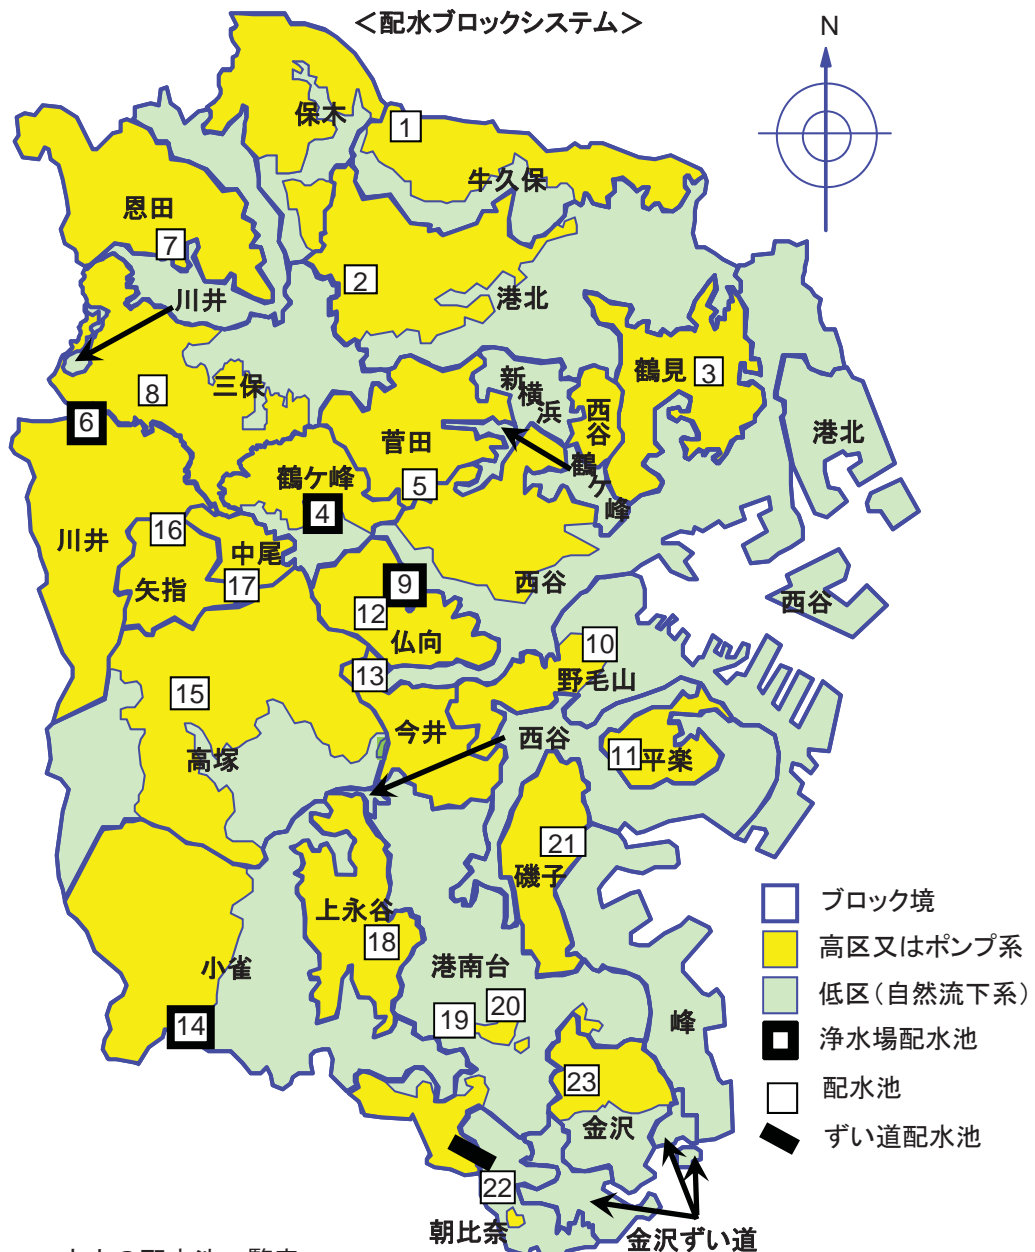 ＜配水ブロックシステム＞
N
保木
1
牛久保
恩田
7
2
川井
港北
鶴見
3
8
三保
新横浜
西谷
港北
6
菅田
鶴ケ峰
5
鶴ケ峰
4
川井
16
中尾
矢指
17
9
西谷
西谷
12
仏向
10
13
野毛山
15
今井
西谷
高塚
11
平楽
21
磯子
上永谷
18
小雀
港南台
20
19
峰
14
23
金沢
22
朝比奈
金沢ずい道
ブロック境
高区又はポンプ系
低区（自然流下系）
浄水場配水池
配水池
ずい道配水池